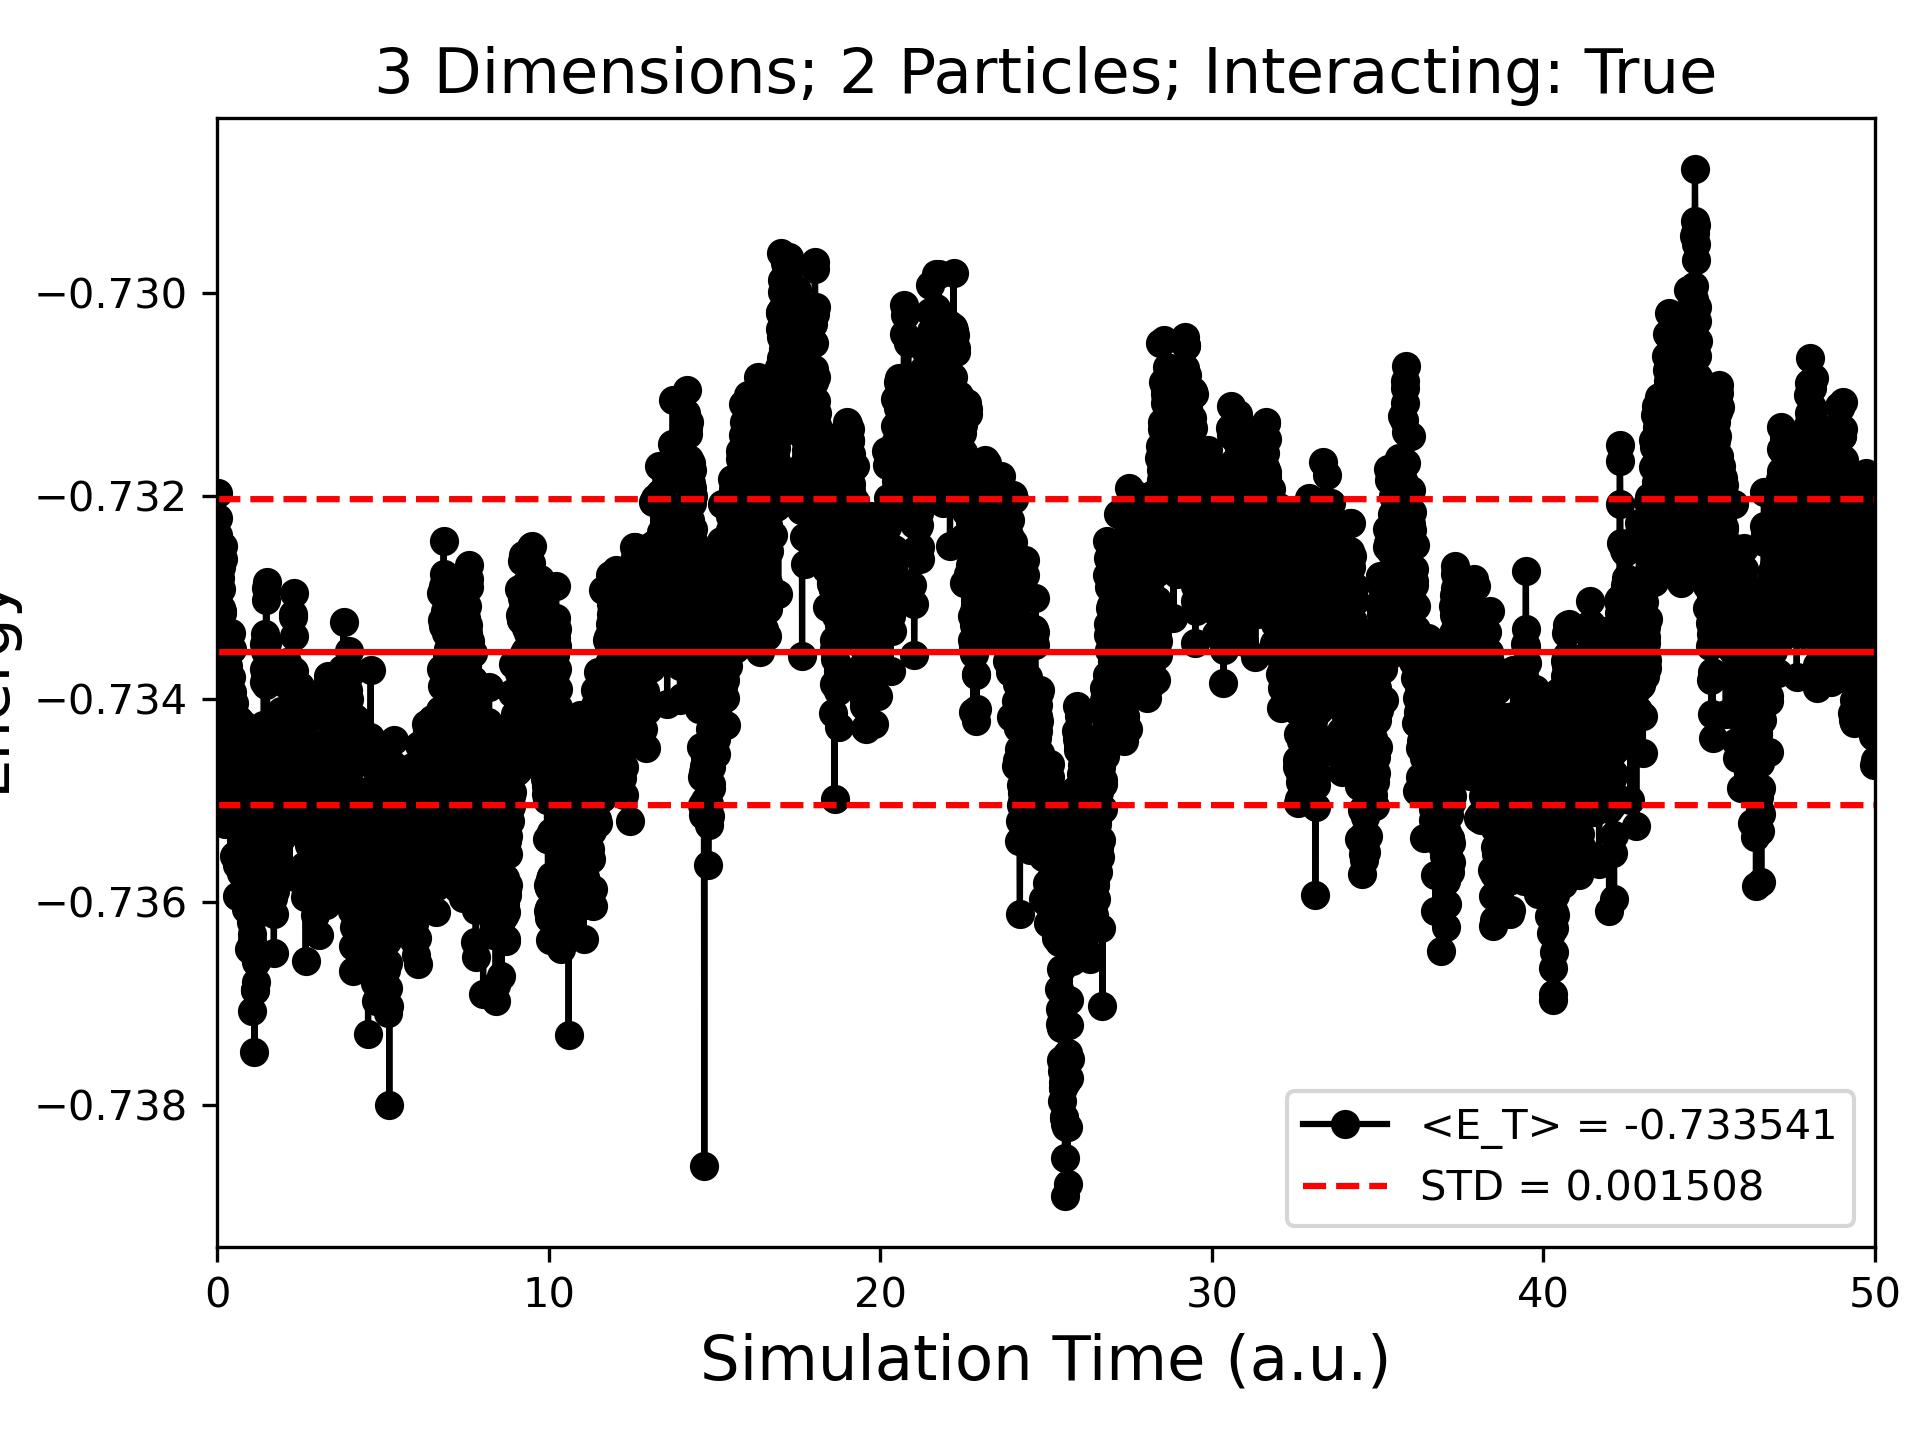 3 Dimensions; 2 Particles; Interacting: True
Energy
−0.730
−0.732
−0.734
−0.736
−0.738
<E_T> = -0.733541
STD = 0.001508
0 10 20 30 40 50
Simulation Time (a.u.)